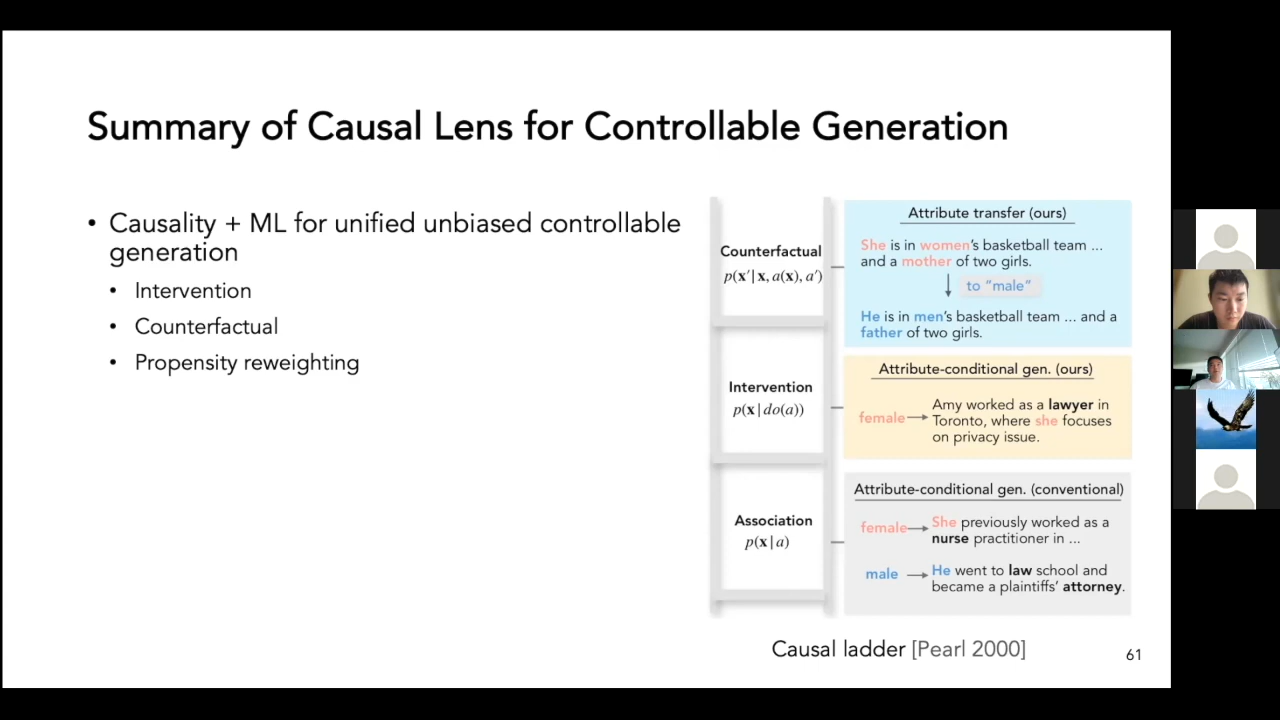 Summary of Causal Lens for Controllable Generation
• Causality + ML for unified unbiased controllable
generation
• Intervention
• Counterfactual
• Propensity reweighting
Counterfactual
p(x′|x, a(x), a′)
Attribute transfer (ours)
She is in women's basketball team ...
and a mother of two girls.
to "male"
He is in men's basketball team ... and a
father of two girls.
Intervention
p(x|do(a))
Attribute-conditional gen. (ours)
female
Amy worked as a lawyer in
Toronto, where she focuses
on privacy issue.
Association
p(x|a)
Attribute-conditional gen. (conventional)
female
She previously worked as a
nurse practitioner in ...
male
He went to law school and
became a plaintiffs' attorney.
Causal ladder [Pearl 2000]
61